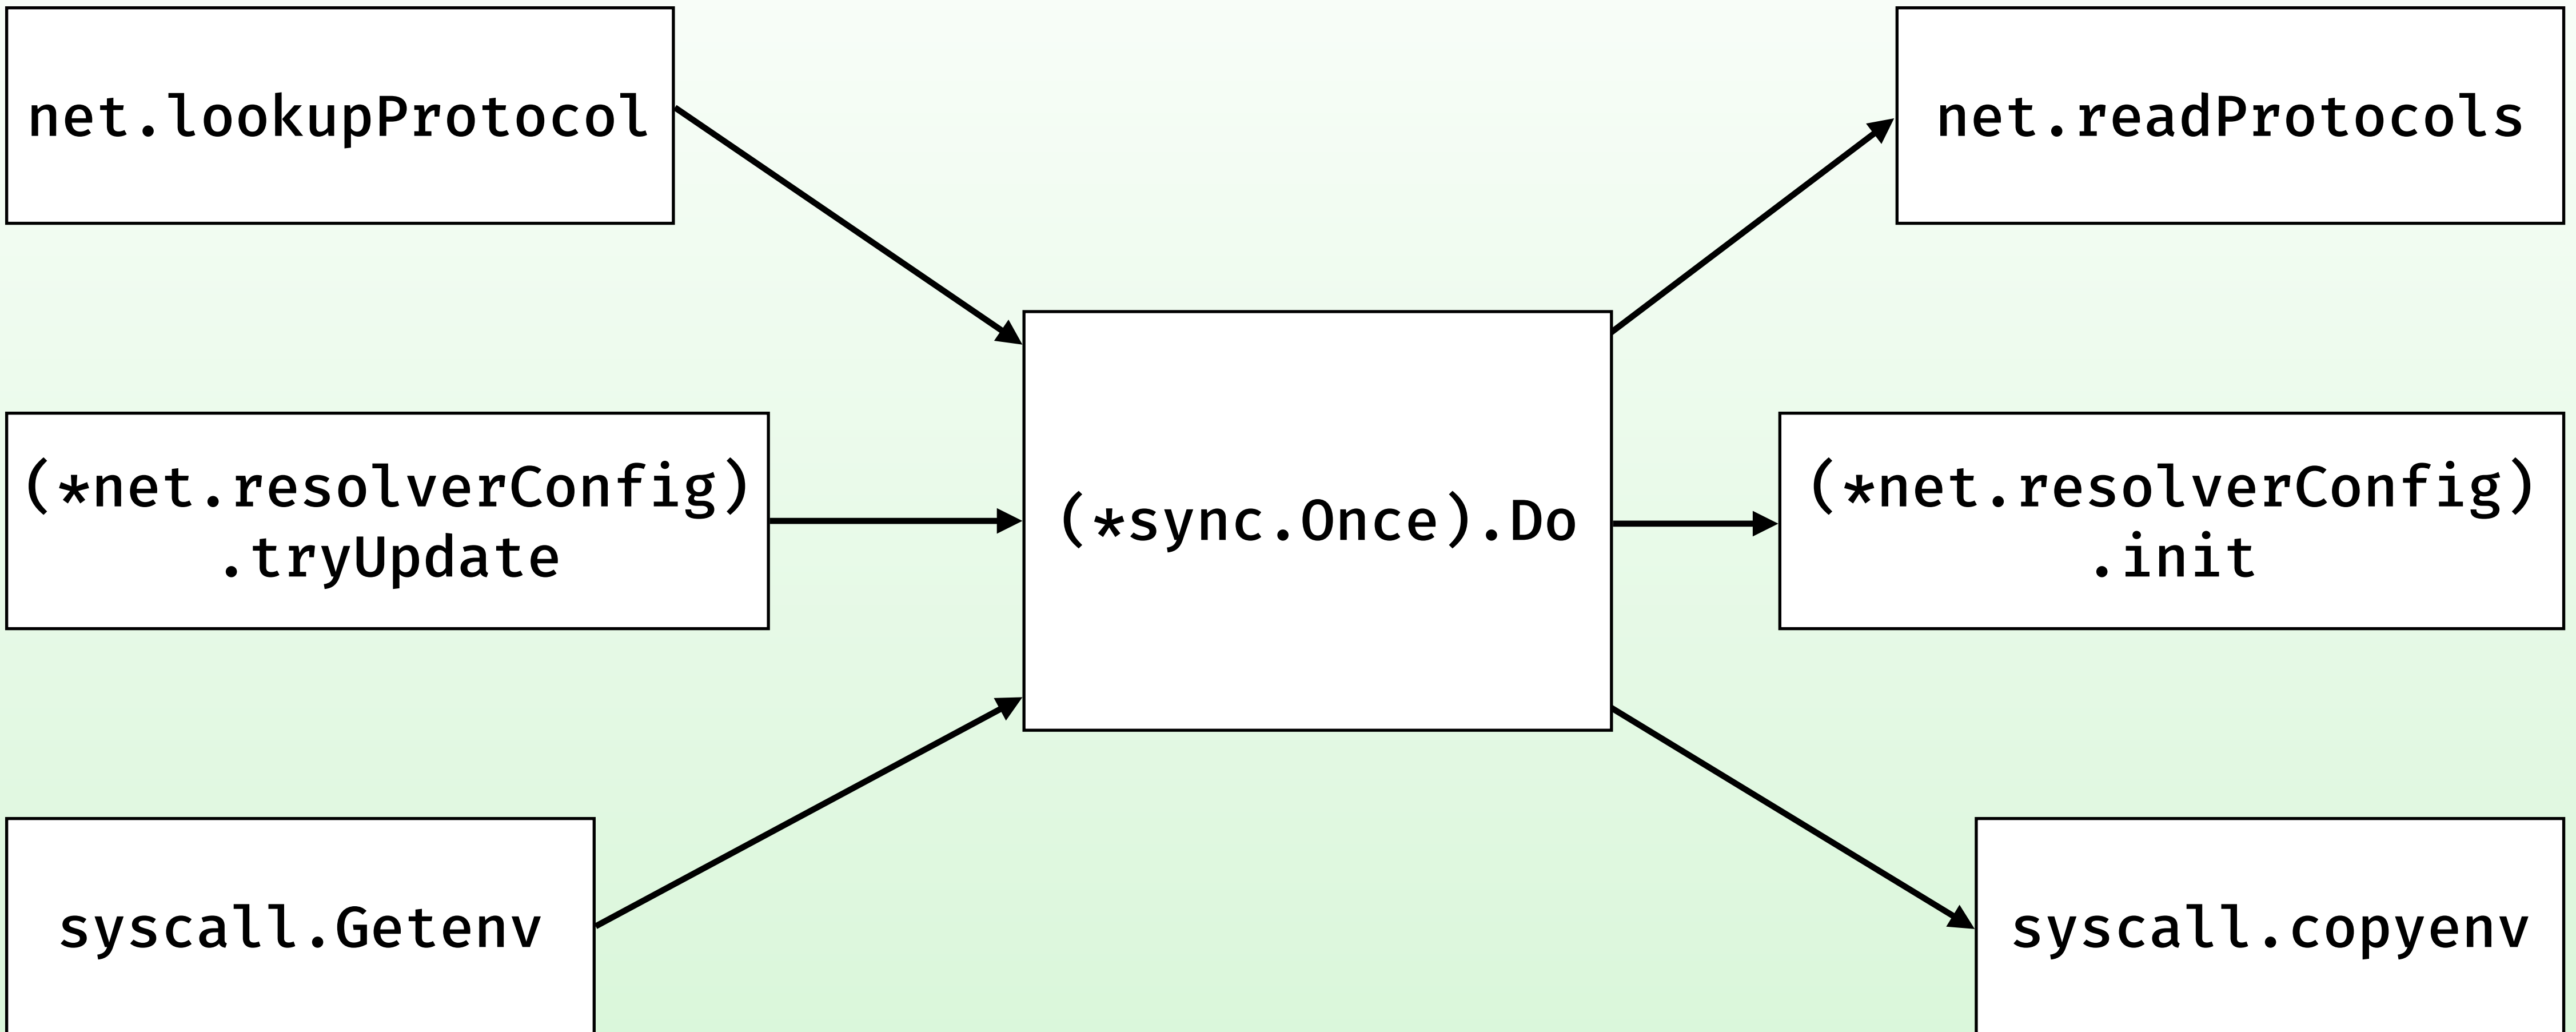 net.lookupProtocol
net.readProtocols
(*net.resolverConfig)
.tryUpdate
(*sync.Once).Do
(*net.resolverConfig)
.init
syscall.Getenv
syscall.copyenv